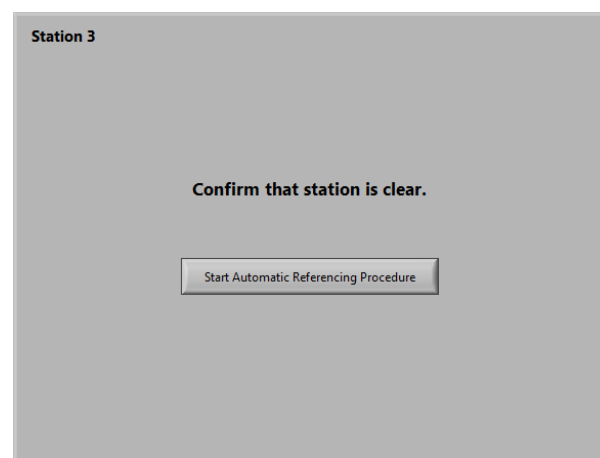 Station 3
Confirm that station is clear.
Start Automatic Referencing Procedure